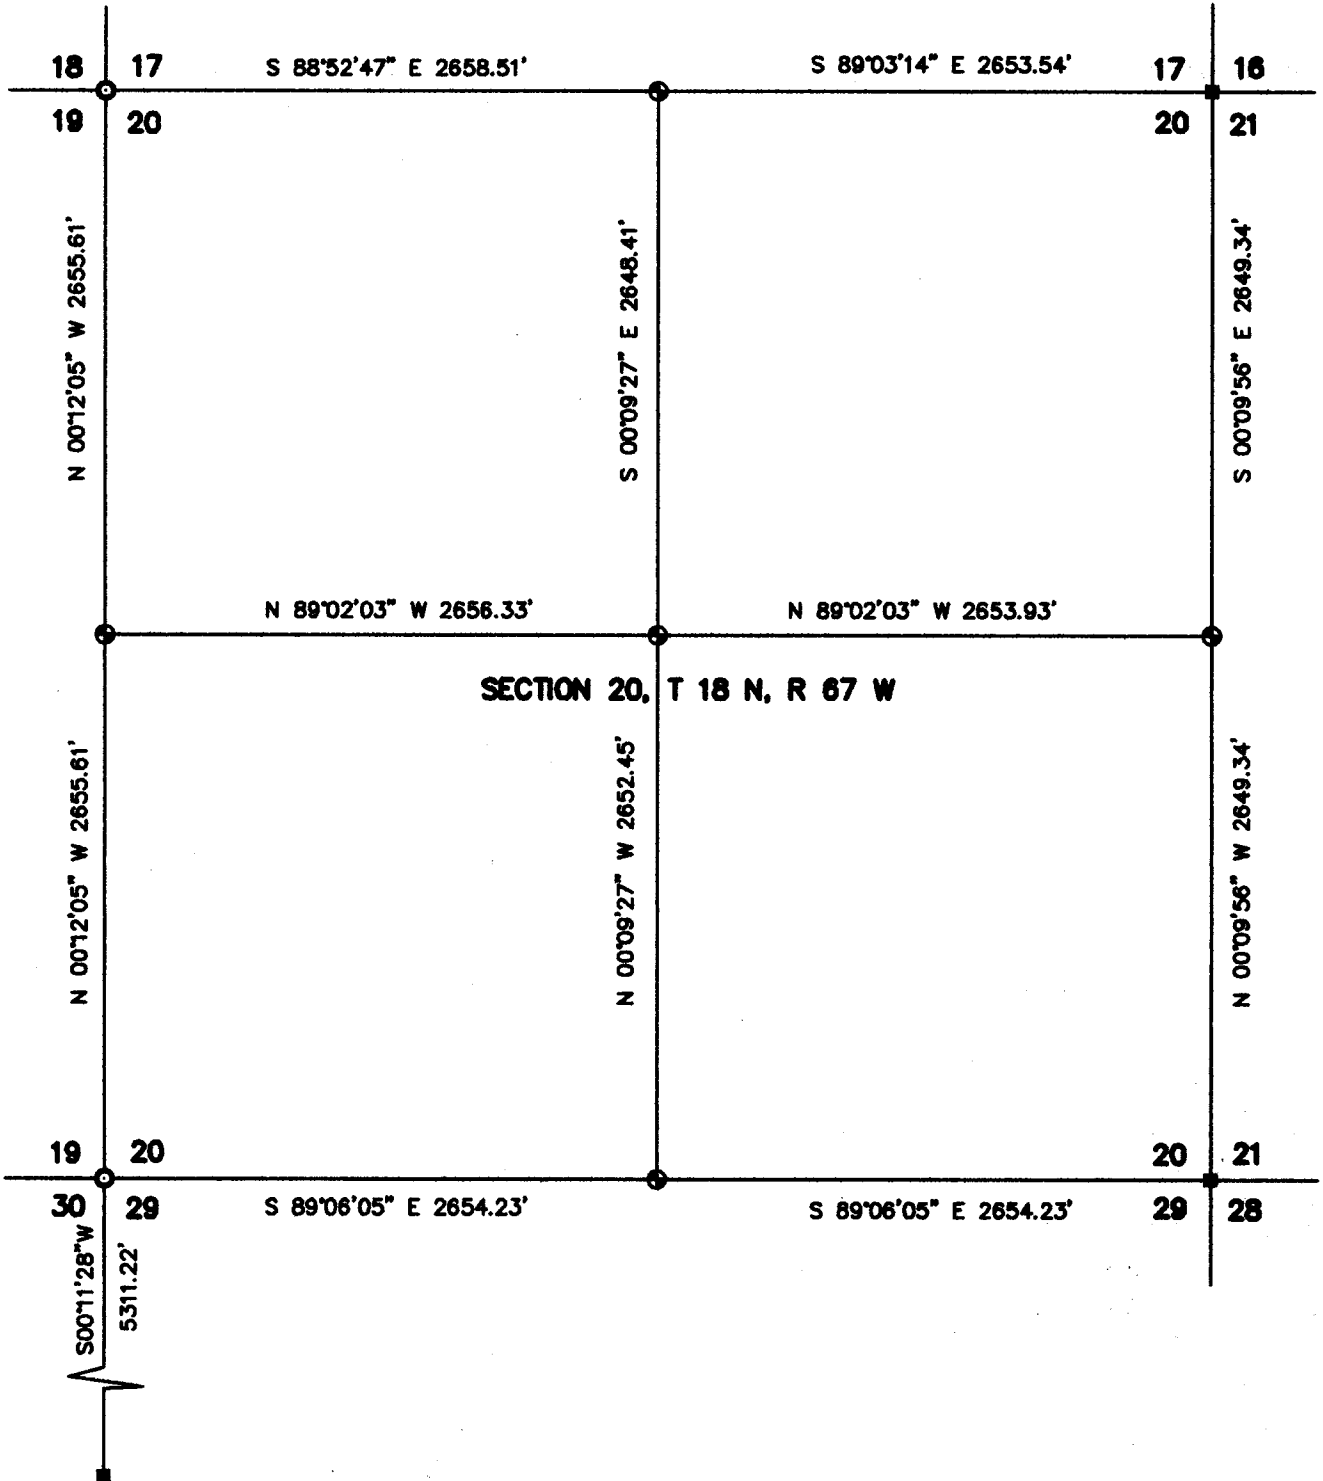 18 17 S 88°52'47" E 2658.51' S 89°03'14" E 2653.54' 17 16
19 20 20 21
N 00°12'05" W 2655.61'
S 00°09'27" E 2648.41'
S 00°09'56" E 2649.34'
N 89°02'03" W 2656.33' N 89°02'03" W 2653.93'
SECTION 20, T 18 N, R 67 W
N 00°12'05" W 2655.61'
N 00°09'27" W 2652.45'
N 00°09'56" W 2649.34'
19 20 20 21
30 29 S 89°06'05" E 2654.23' S 89°06'05" E 2654.23' 29 28
S00°11'28"W
5311.22'